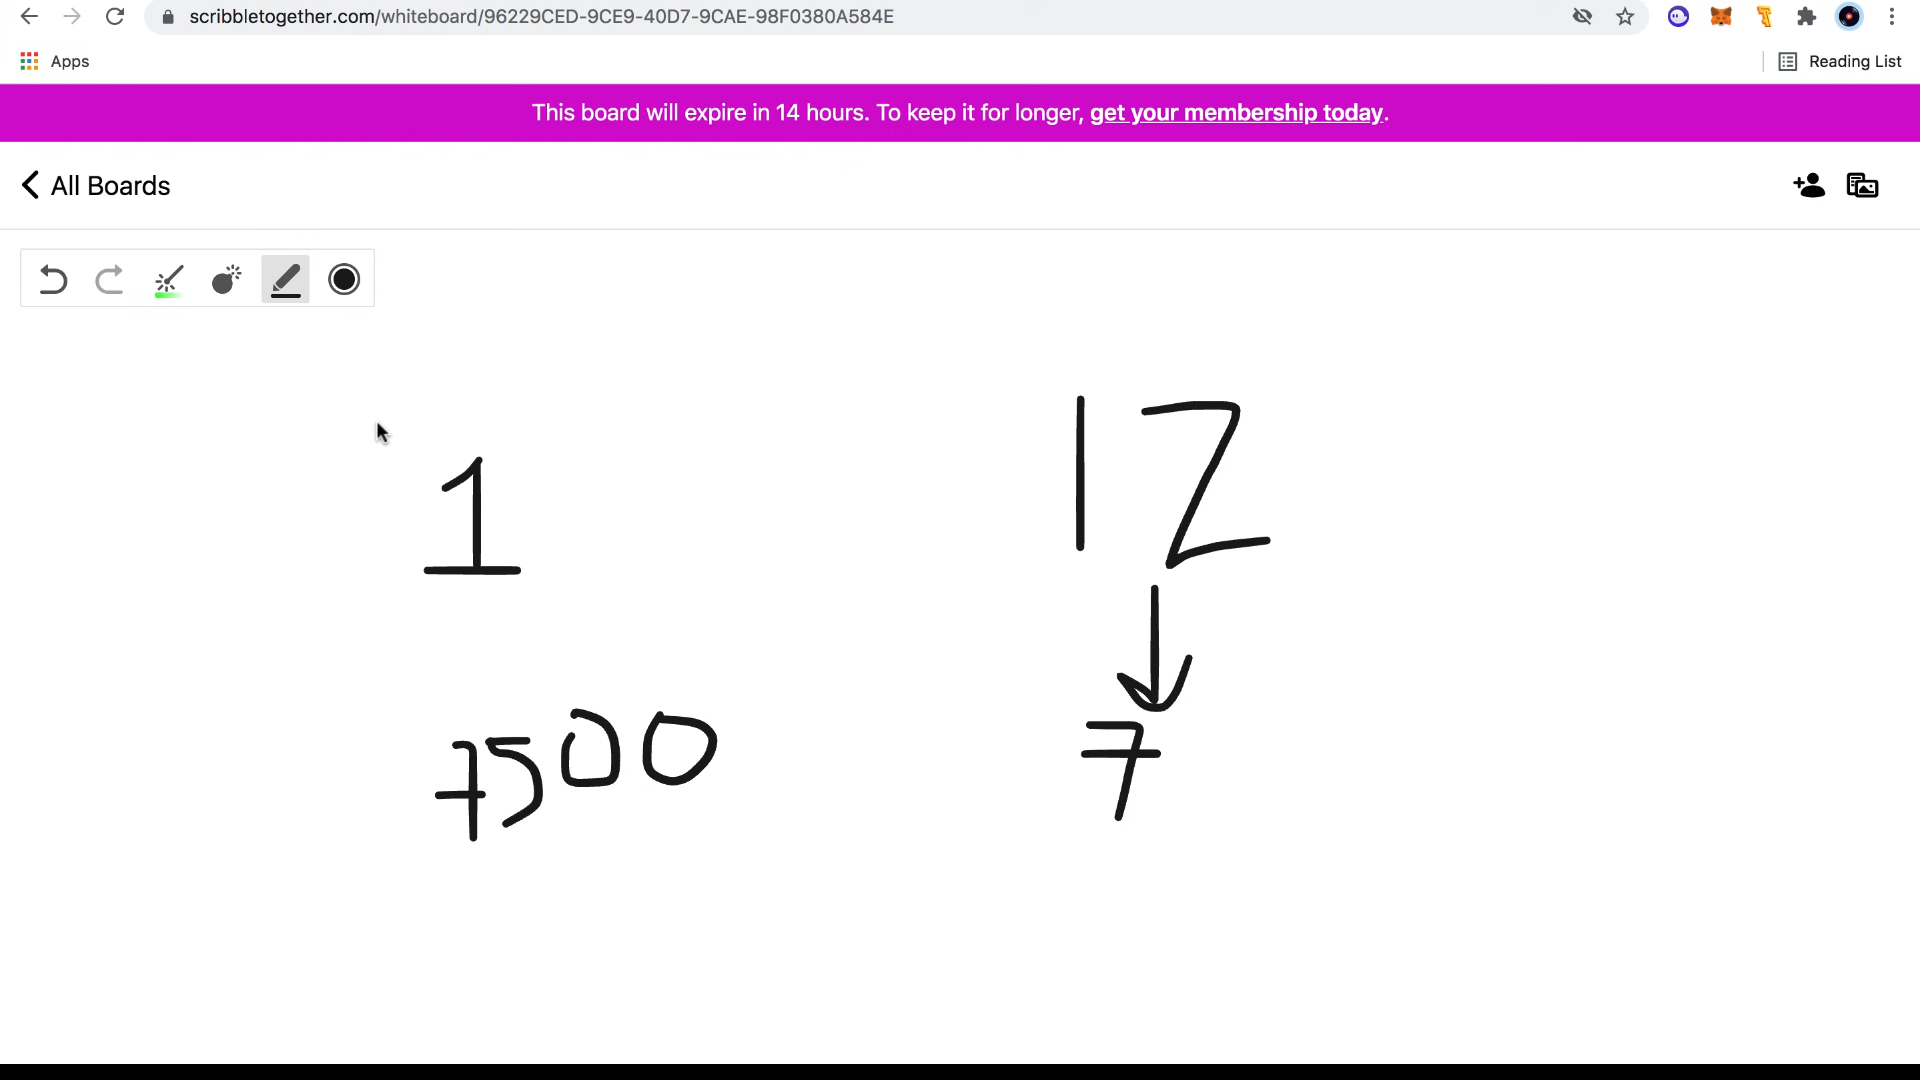 scribbletogether.com/whiteboard/96229CED-9CE9-40D7-9CAE-98F0380A584E
Apps
Reading List
This board will expire in 14 hours. To keep it for longer, get your membership today.
All Boards
1
12
7500
7